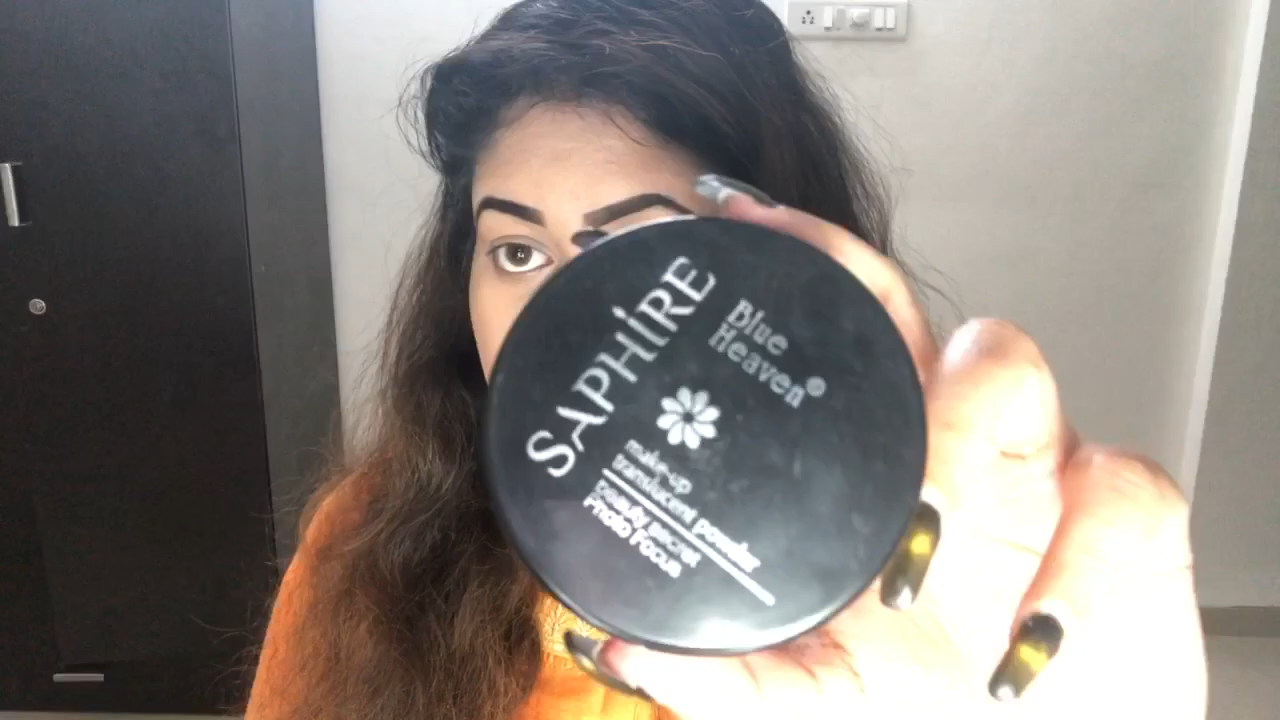 SAPHIRE
Blue
Heaven®
make-up
translucent powder
beauty secret
Photo Focus